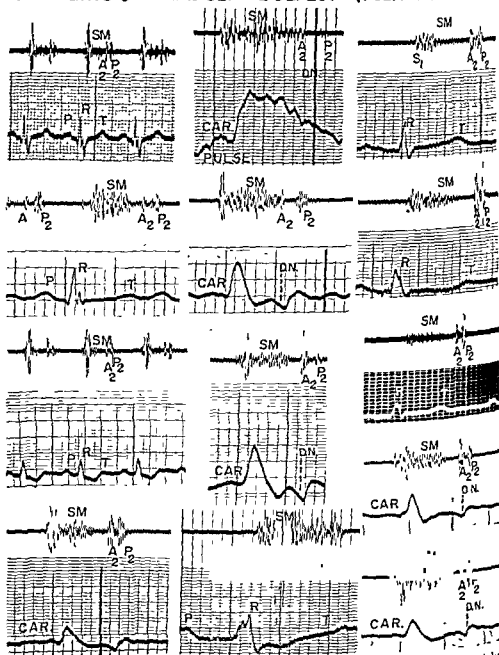 SM
A2 P2
P R T
SM
A2 P2
D.N.
CAR.
PULSE
SM
S1 A2 P2
R T
SM
A P2 A2 P2
P R T
SM
A2 P2
CAR. D.N.
SM
A2 P2
R T
SM
A2 P2
P R T
SM
A2 P2
CAR. D.N.
SM
A2 P2
SM
A2 P2
CAR. D.N.
SM
A2 P2
CAR.
SM
P R T
A2
CAR. D.N.